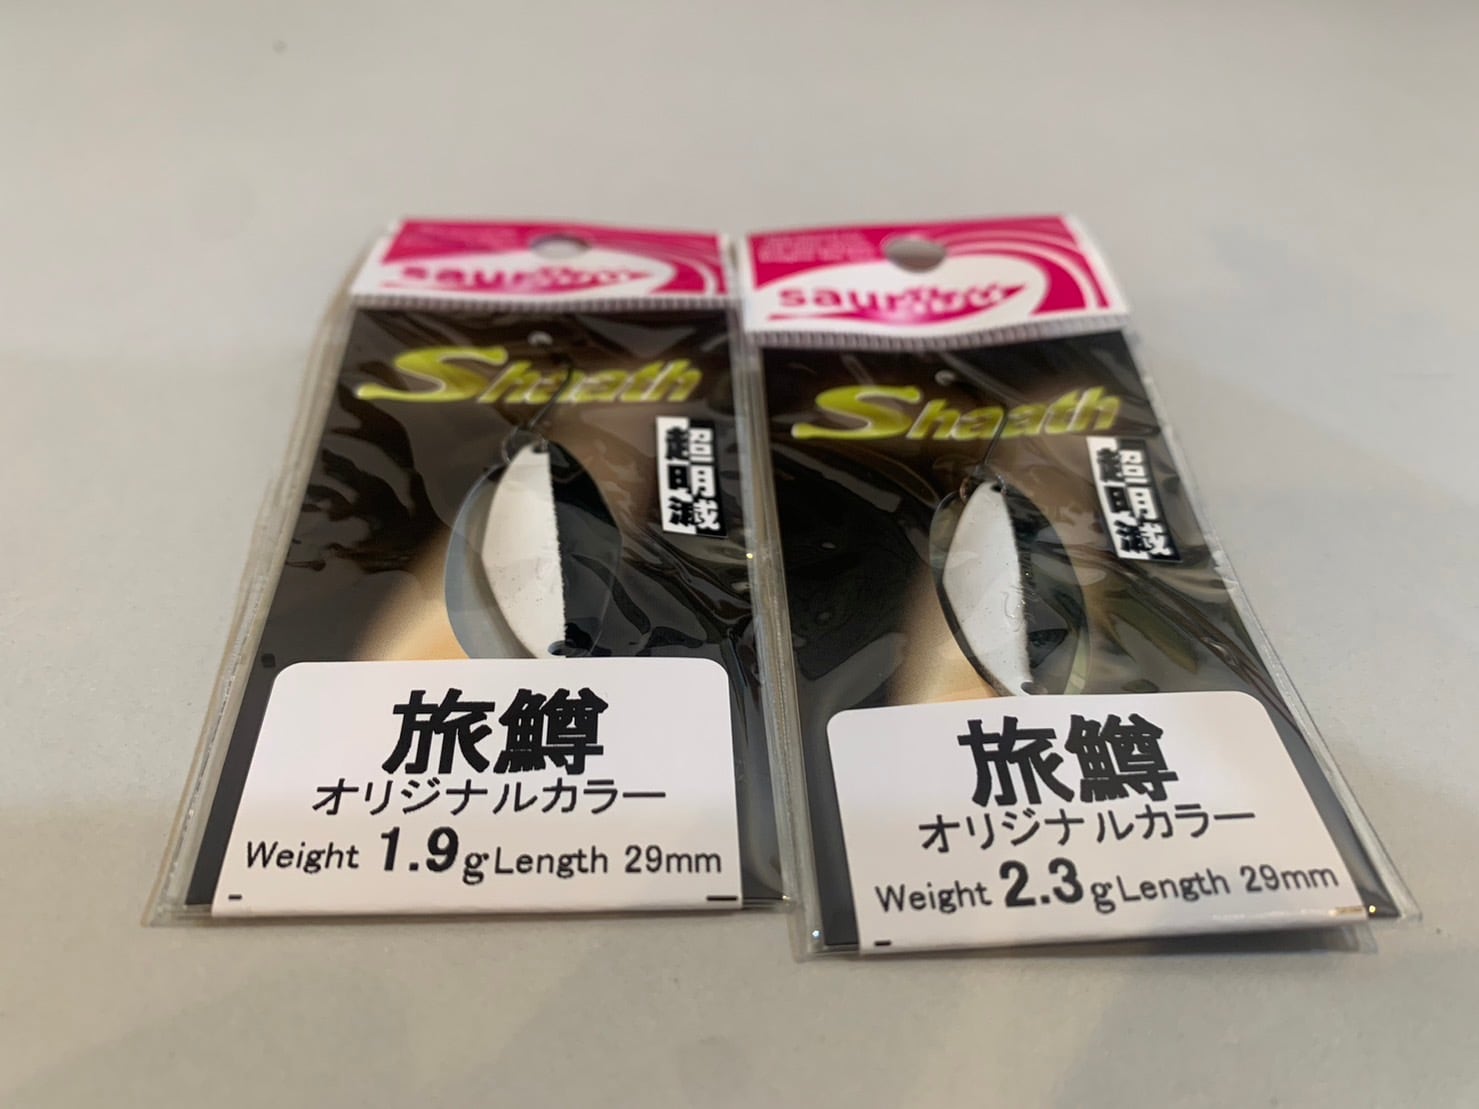 Shaath
超明滅
旅鱒
オリジナルカラー
Weight 1.9g Length 29mm
Shaath
超明滅
旅鱒
オリジナルカラー
Weight 2.3g Length 29mm